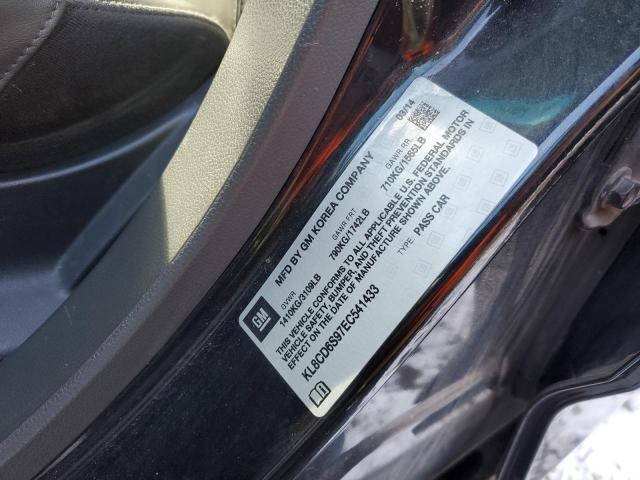 GM
MFD BY GM KOREA COMPANY
03/14
GVWR
GAWR FRT
GAWR RR
1410KG/3109LB
790KG/1742LB
710KG/1565LB
THIS VEHICLE CONFORMS TO ALL APPLICABLE U.S. FEDERAL MOTOR
VEHICLE SAFETY, BUMPER, AND THEFT PREVENTION STANDARDS IN
EFFECT ON THE DATE OF MANUFACTURE SHOWN ABOVE.
KL8CD6S97EC541433
TYPE: PASS CAR